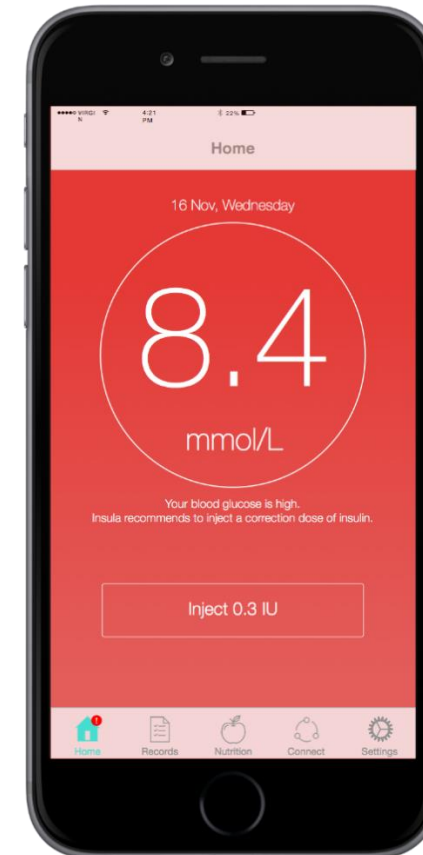 VIRGIN 4:21 PM 22%
Home
16 Nov, Wednesday
8.4
mmol/L
Your blood glucose is high.
Insula recommends to inject a correction dose of insulin.
Inject 0.3 IU
!
Home Records Nutrition Connect Settings